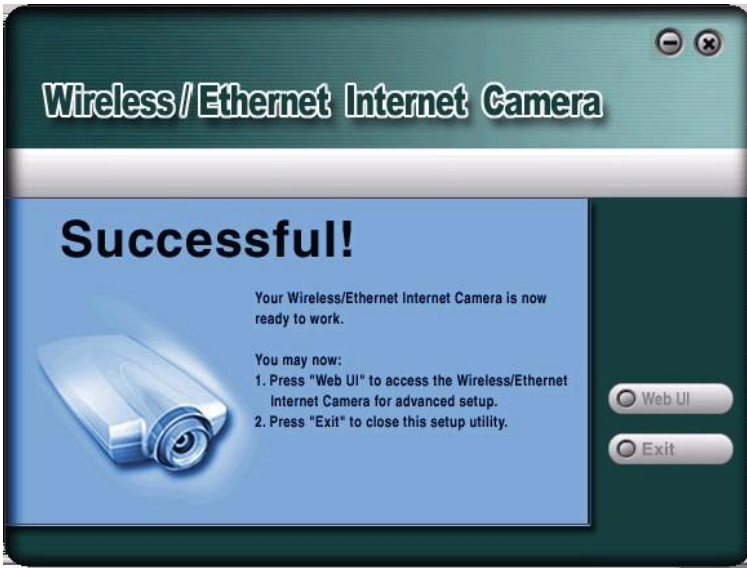 Wireless / Ethernet Internet Camera
Successful!
Your Wireless/Ethernet Internet Camera is now
ready to work.
You may now:
1. Press "Web UI" to access the Wireless/Ethernet
Internet Camera for advanced setup.
2. Press "Exit" to close this setup utility.
Web UI
Exit